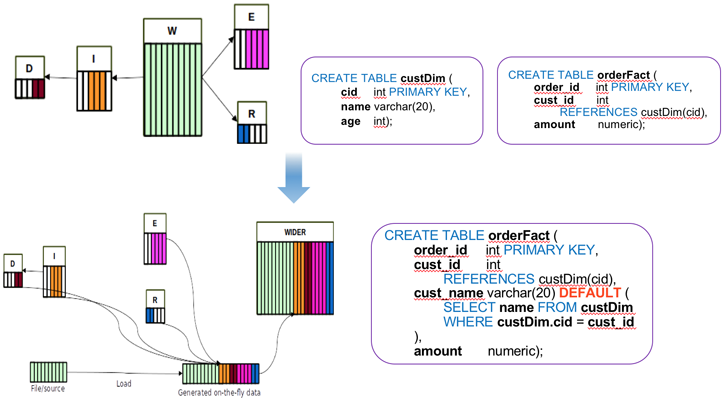 E
W
I
D
R
CREATE TABLE custDim (
cid int PRIMARY KEY,
name varchar(20),
age int);
CREATE TABLE orderFact (
order_id int PRIMARY KEY,
cust_id int
REFERENCES custDim(cid),
amount numeric);
E
WIDER
I
D
R
File/source
Load
Generated on-the-fly data
CREATE TABLE orderFact (
order_id int PRIMARY KEY,
cust_id int
REFERENCES custDim(cid),
cust_name varchar(20) DEFAULT (
SELECT name FROM custDim
WHERE custDim.cid = cust_id
),
amount numeric);